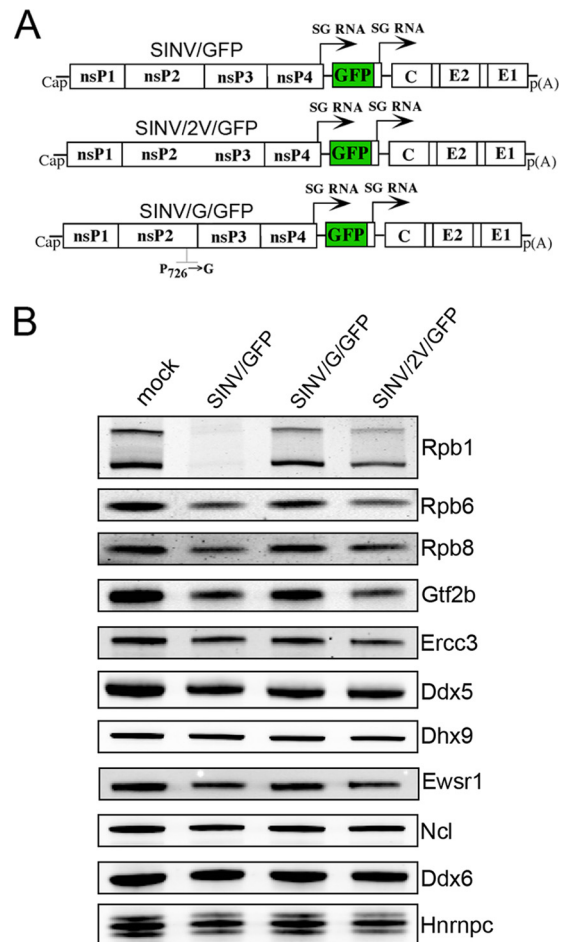 A
SINV/GFP
SG RNA SG RNA
Cap nsP1 nsP2 nsP3 nsP4 GFP C E2 E1 p(A)
SINV/2V/GFP
SG RNA SG RNA
Cap nsP1 nsP2 nsP3 nsP4 GFP C E2 E1 p(A)
SINV/G/GFP
SG RNA SG RNA
Cap nsP1 nsP2 nsP3 nsP4 GFP C E2 E1 p(A)
P726→G
B
mock SINV/GFP SINV/G/GFP SINV/2V/GFP
Rpb1
Rpb6
Rpb8
Gtf2b
Ercc3
Ddx5
Dhx9
Ewsr1
Ncl
Ddx6
Hnrnpc